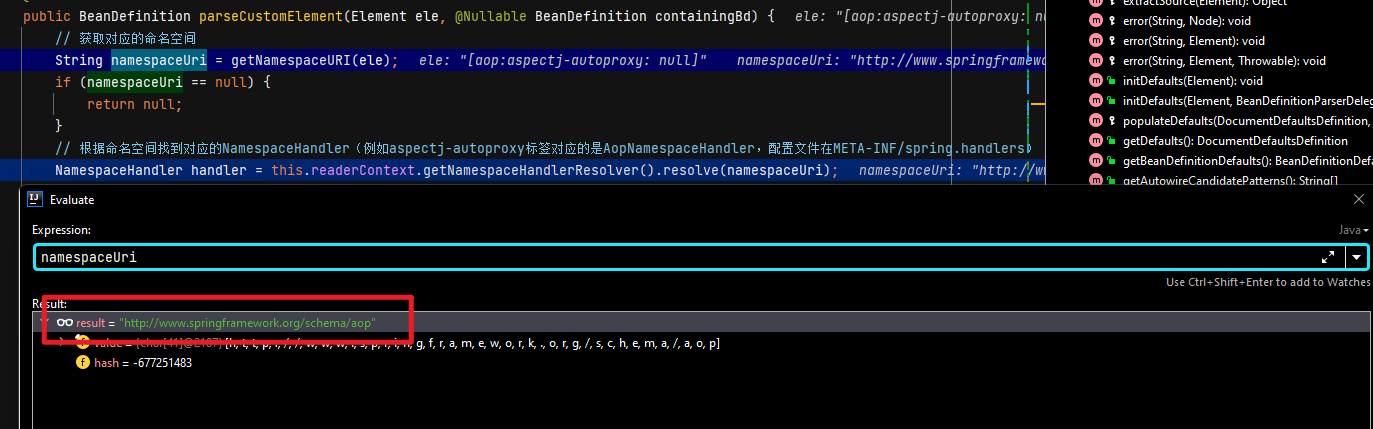 public BeanDefinition parseCustomElement(Element ele, @Nullable BeanDefinition containingBd) {  ele: "[aop:aspectj-autoproxy: nu
// 获取对应的命名空间
String namespaceUri = getNamespaceURI(ele);  ele: "[aop:aspectj-autoproxy: null]"  namespaceUri: "http://www.springframewo
if (namespaceUri == null) {
return null;
}
// 根据命名空间找到对应的NamespaceHandler（例如aspectj-autoproxy标签对应的是AopNamespaceHandler，配置文件在META-INF/spring.handlers）
NamespaceHandler handler = this.readerContext.getNamespaceHandlerResolver().resolve(namespaceUri);  namespaceUri: "http://ww
extractSource(Element): Object
error(String, Node): void
error(String, Element): void
error(String, Element, Throwable): void
initDefaults(Element): void
initDefaults(Element, BeanDefinitionParserDeleg
populateDefaults(DocumentDefaultsDefinition,
getDefaults(): DocumentDefaultsDefinition
getBeanDefinitionDefaults(): BeanDefinitionDefa
getAutowireCandidatePatterns(): String[]
Evaluate
Expression:
Java
namespaceUri
Use Ctrl+Shift+Enter to add to Watches
Result:
result = "http://www.springframework.org/schema/aop"
value = {char[41]@2107} [h, t, t, p, :, /, /, w, w, w, ., s, p, r, i, n, g, f, r, a, m, e, w, o, r, k, ., o, r, g, /, s, c, h, e, m, a, /, a, o, p]
hash = -677251483